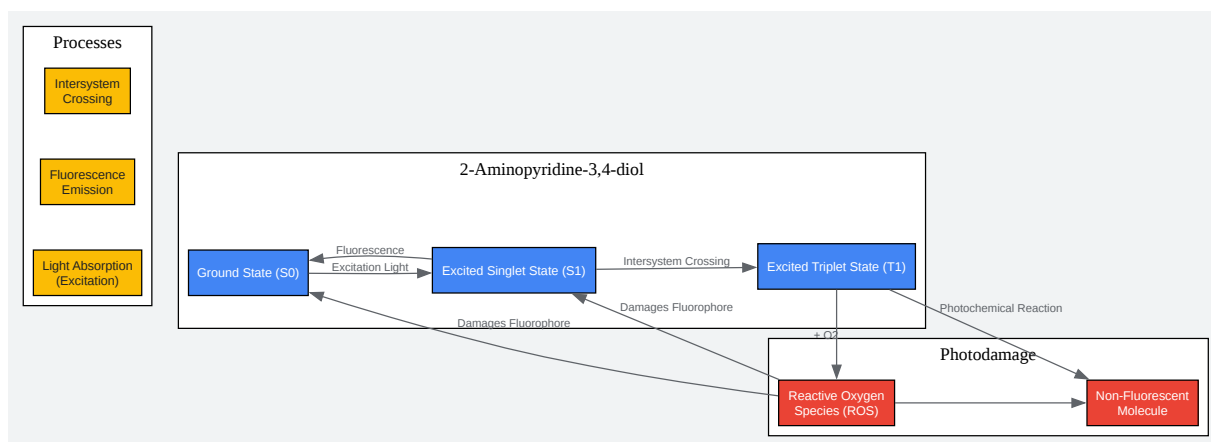 Processes
Intersystem
Crossing
Fluorescence
Emission
Light Absorption
(Excitation)
2-Aminopyridine-3,4-diol
Ground State (S0)
Fluorescence
Excitation Light
Excited Singlet State (S1)
Intersystem Crossing
Excited Triplet State (T1)
Damages Fluorophore
Damages Fluorophore
+ O2
Photochemical Reaction
Photodamage
Reactive Oxygen
Species (ROS)
Non-Fluorescent
Molecule